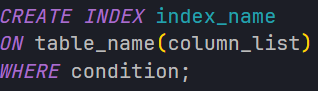 CREATE INDEX index_name
ON table_name(column_list)
WHERE condition;